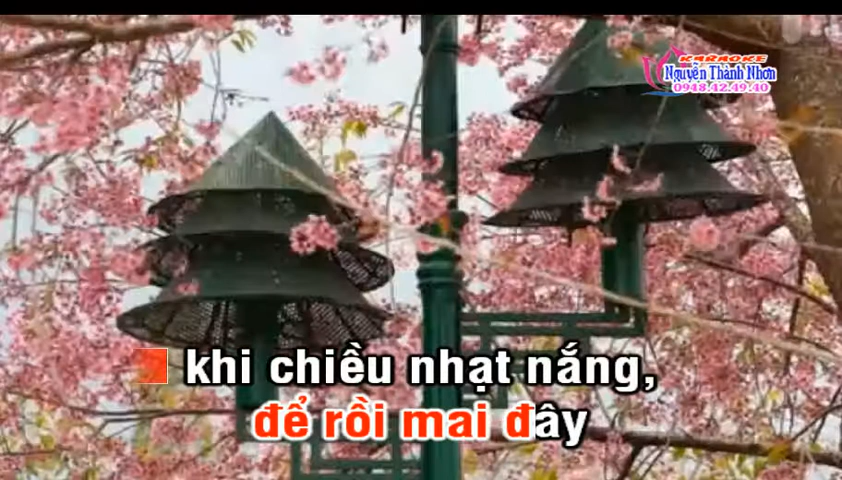 KARAOKE
Nguyễn Thành Nhơn
0948.42.49.40
khi chiều nhạt nắng,
để rồi mai đây